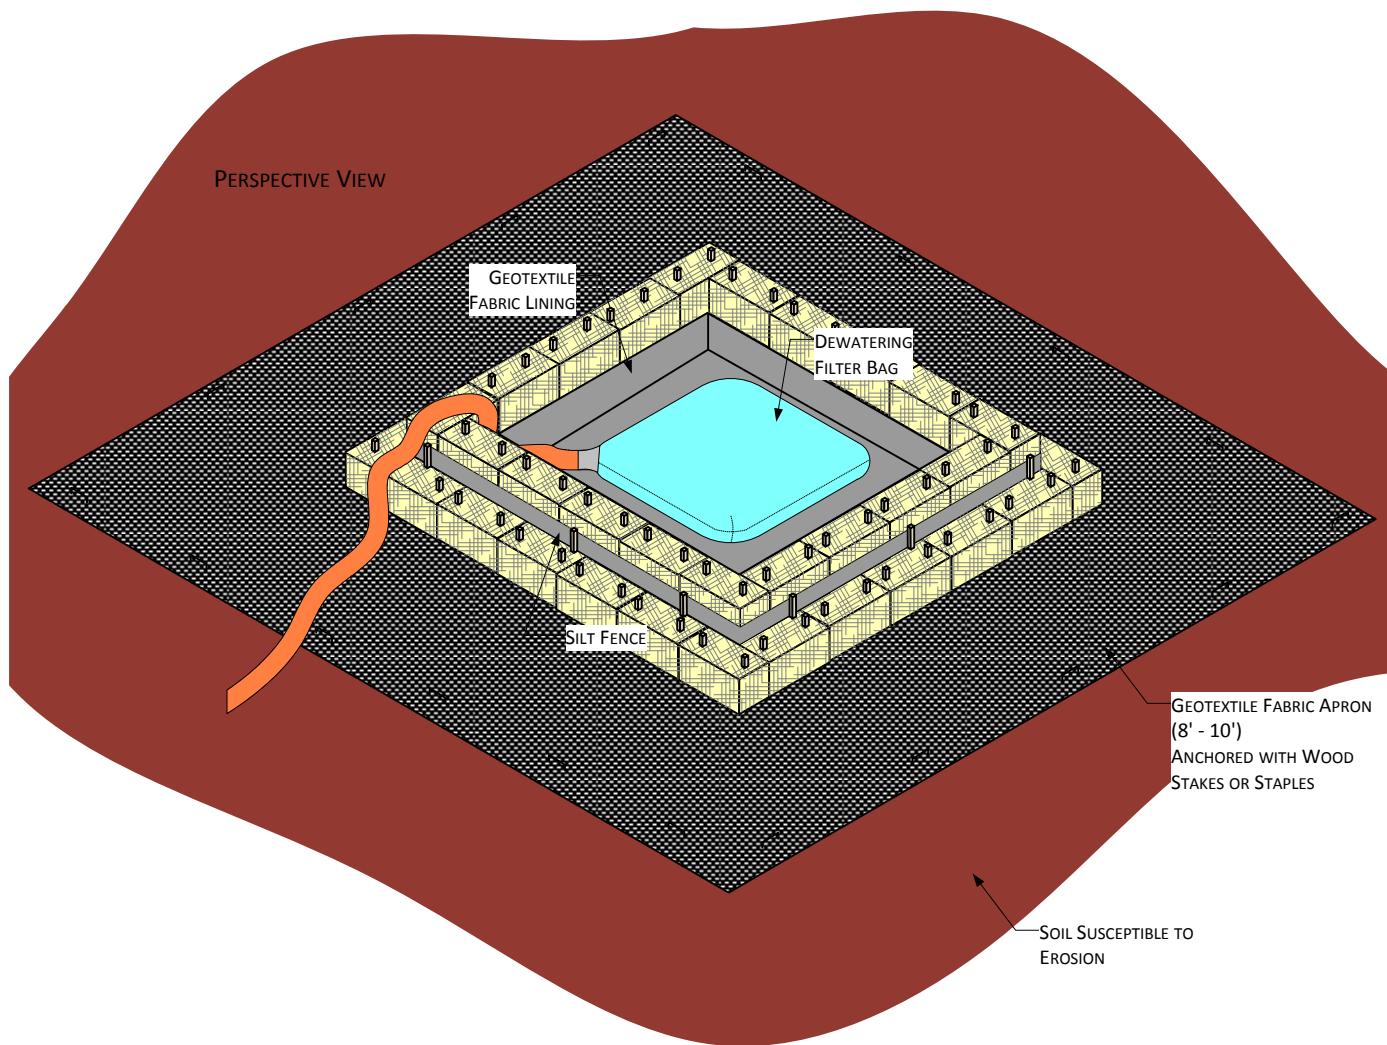 PERSPECTIVE VIEW
GEOTEXTILE
FABRIC LINING
DEWATERING
FILTER BAG
SILT FENCE
GEOTEXTILE FABRIC APRON
(8' - 10')
ANCHORED WITH WOOD
STAKES OR STAPLES
SOIL SUSCEPTIBLE TO
EROSION